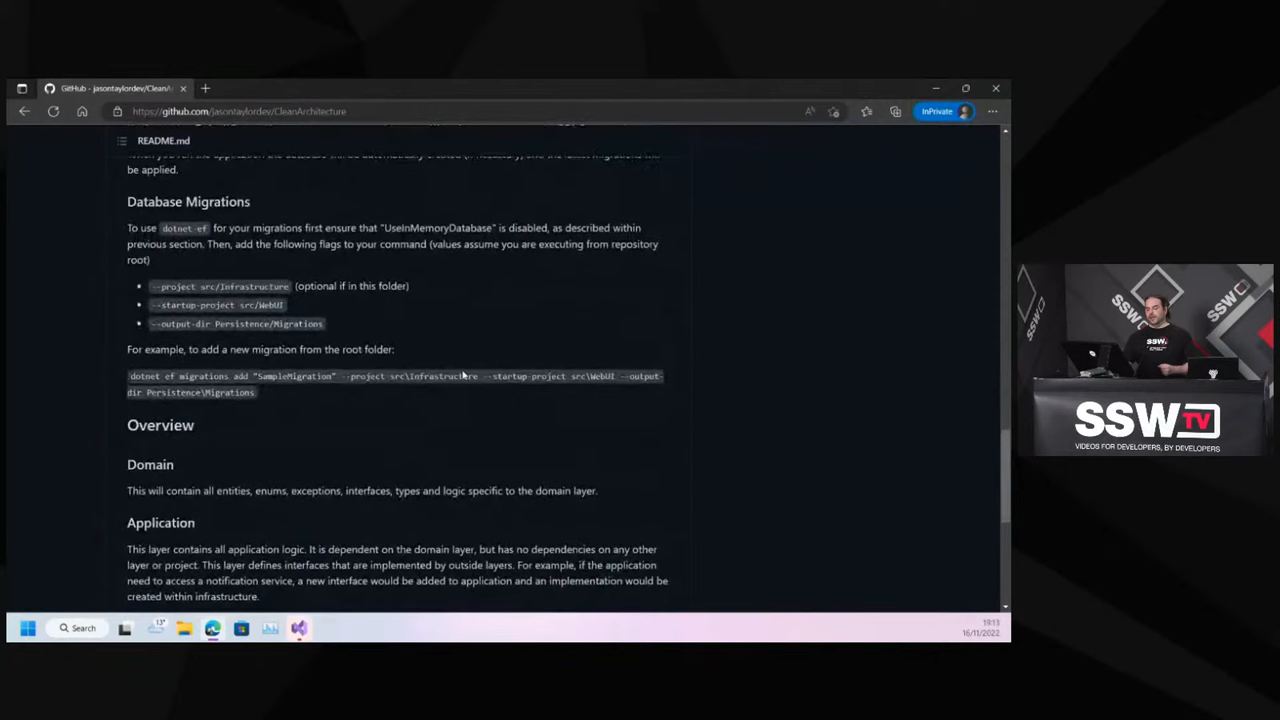 GitHub - jasontaylordev/CleanA
https://github.com/jasontaylordev/CleanArchitecture
InPrivate
README.md
be applied.
Database Migrations
To use dotnet ef for your migrations first ensure that "UseInMemoryDatabase" is disabled, as described within
previous section. Then, add the following flags to your command (values assume you are executing from repository
root)
--project src/Infrastructure (optional if in this folder)
--startup-project src/WebUI
--output-dir Persistence/Migrations
For example, to add a new migration from the root folder:
dotnet ef migrations add "SampleMigration" --project src\Infrastructure --startup-project src\WebUI --output-
dir Persistence\Migrations
Overview
Domain
This will contain all entities, enums, exceptions, interfaces, types and logic specific to the domain layer.
Application
This layer contains all application logic. It is dependent on the domain layer, but has no dependencies on any other
layer or project. This layer defines interfaces that are implemented by outside layers. For example, if the application
need to access a notification service, a new interface would be added to application and an implementation would be
created within infrastructure.
Search
13°
19:13
16/11/2022
SSW
SSW
SSW
SSW TV
VIDEOS FOR DEVELOPERS, BY DEVELOPERS